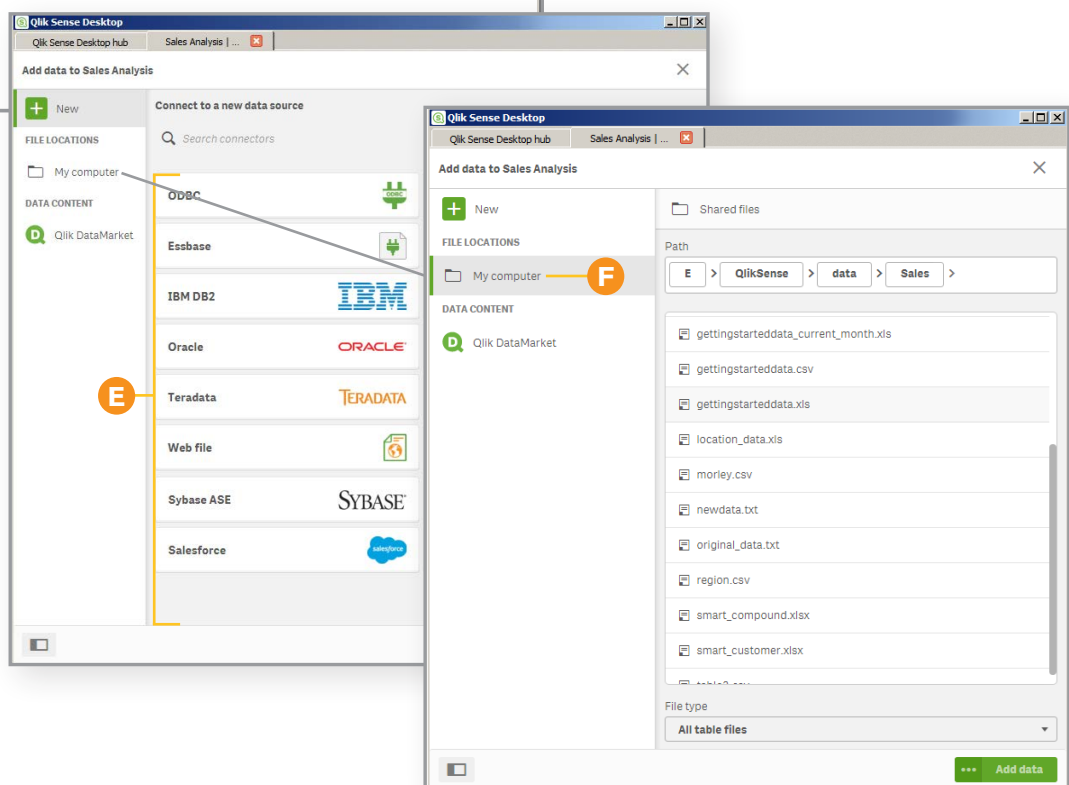 Qlik Sense Desktop
Qlik Sense Desktop hub
Sales Analysis | ...
Add data to Sales Analysis
New
FILE LOCATIONS
My computer
DATA CONTENT
Qlik DataMarket
Connect to a new data source
Search connectors
ODBC
ODBC
Essbase
IBM DB2
IBM
Oracle
ORACLE
Teradata
TERADATA
Web file
Sybase ASE
SYBASE
Salesforce
salesforce
E
Qlik Sense Desktop
Qlik Sense Desktop hub
Sales Analysis | ...
Add data to Sales Analysis
New
FILE LOCATIONS
My computer
F
DATA CONTENT
Qlik DataMarket
Shared files
Path
E > QlikSense > data > Sales >
gettingstarteddata_current_month.xls
gettingstarteddata.csv
gettingstarteddata.xls
location_data.xls
morley.csv
newdata.txt
original_data.txt
region.csv
smart_compound.xlsx
smart_customer.xlsx
File type
All table files
Add data